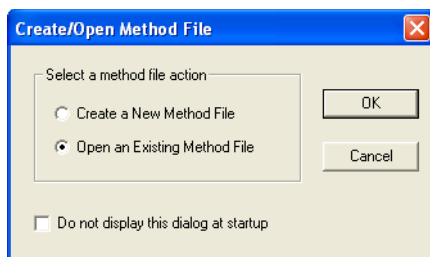 Create/Open Method File
Select a method file action
Create a New Method File
OK
Open an Existing Method File
Cancel
Do not display this dialog at startup